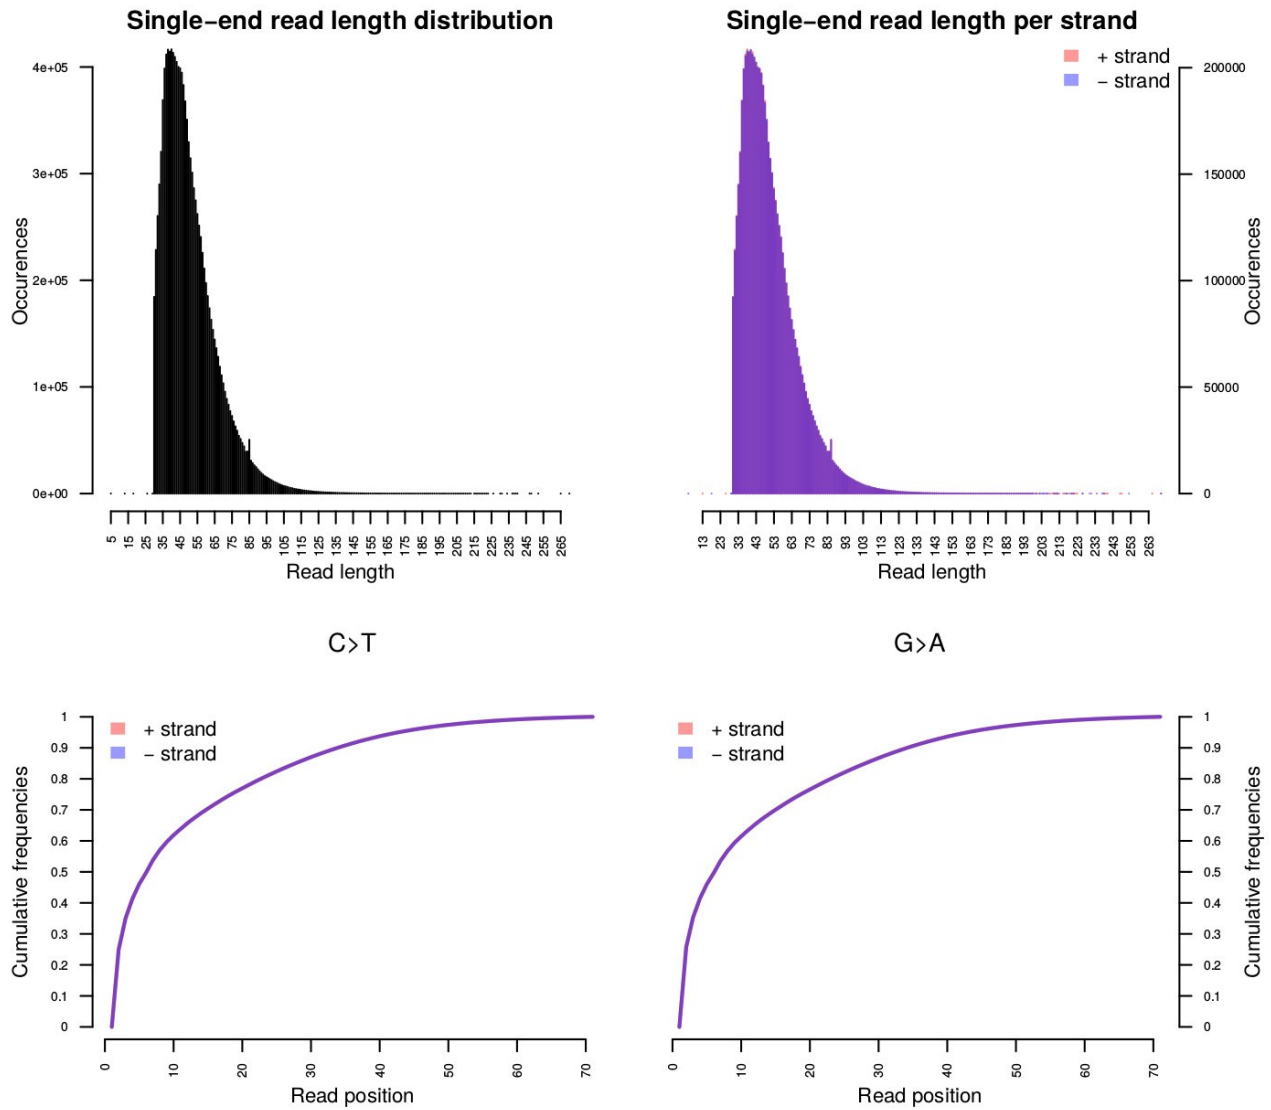 Single−end read length distribution
4e+05
3e+05
2e+05
1e+05
0e+00
Occurences
5 15 25 35 45 55 65 75 85 95 105 115 125 135 145 155 165 175 185 195 205 215 225 235 245 255 265
Read length
Single−end read length per strand
+ strand
− strand
200000
150000
100000
50000
0
Occurences
13 23 33 43 53 63 73 83 93 103 113 123 133 143 153 163 173 183 193 203 213 223 233 243 253 263
Read length
C>T
+ strand
− strand
1
0.9
0.8
0.7
0.6
0.5
0.4
0.3
0.2
0.1
0
Cumulative frequencies
0 10 20 30 40 50 60 70
Read position
G>A
+ strand
− strand
1
0.9
0.8
0.7
0.6
0.5
0.4
0.3
0.2
0.1
0
Cumulative frequencies
0 10 20 30 40 50 60 70
Read position